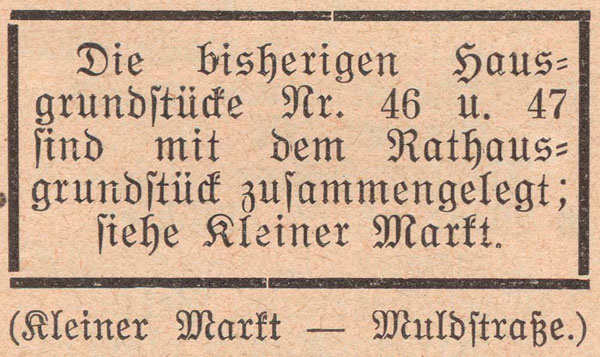 Die bisherigen Haus=
grundstücke Nr. 46 u. 47
sind mit dem Rathaus=
grundstück zusammengelegt;
siehe Kleiner Markt.
(Kleiner Markt — Muldstraße.)